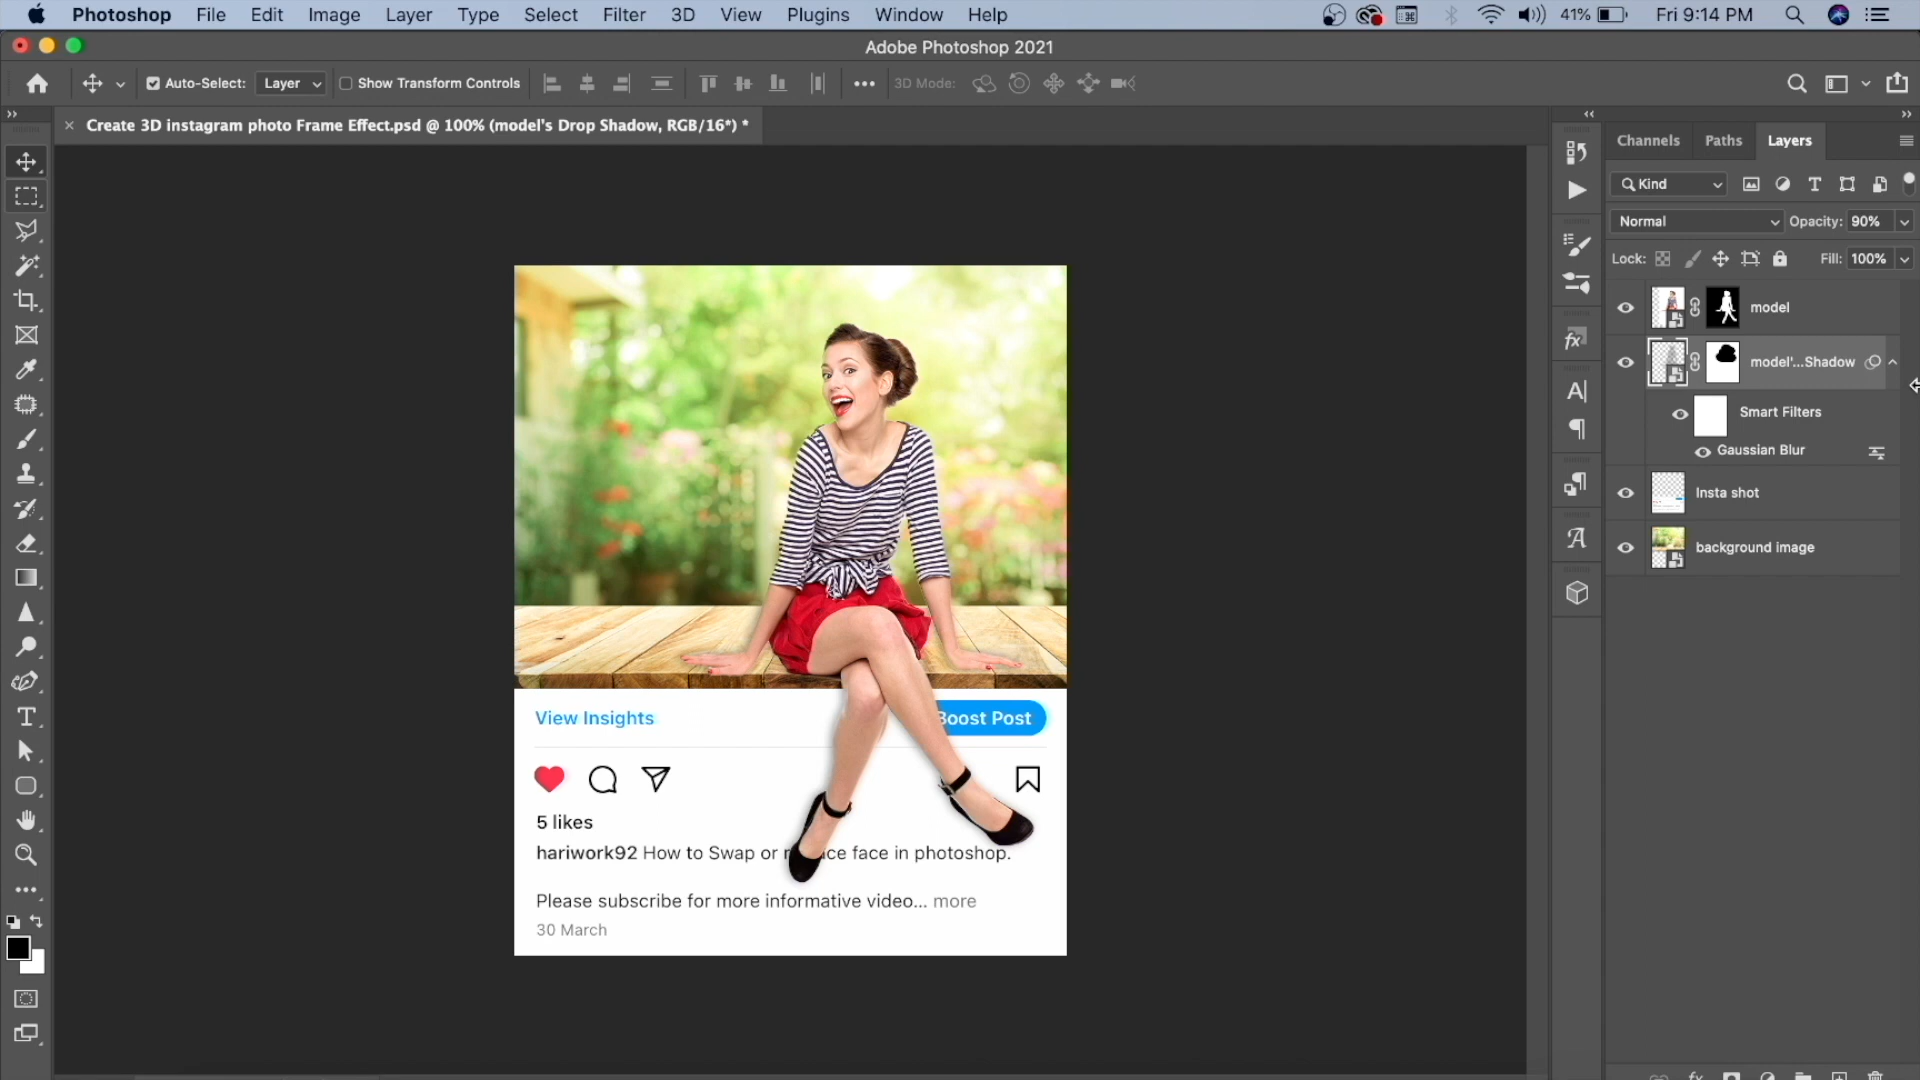 Photoshop File Edit Image Layer Type Select Filter 3D View Plugins Window Help 41% Fri 9:14 PM
Adobe Photoshop 2021
Auto-Select: Layer Show Transform Controls 3D Mode:
Create 3D instagram photo Frame Effect.psd @ 100% (model's Drop Shadow, RGB/16*) *
Channels Paths Layers
Kind
Normal Opacity: 90%
Lock: Fill: 100%
model
model'...Shadow
Smart Filters
Gaussian Blur
Insta shot
background image
View Insights Boost Post
5 likes
hariwork92 How to Swap or face in photoshop.
Please subscribe for more informative video... more
30 March